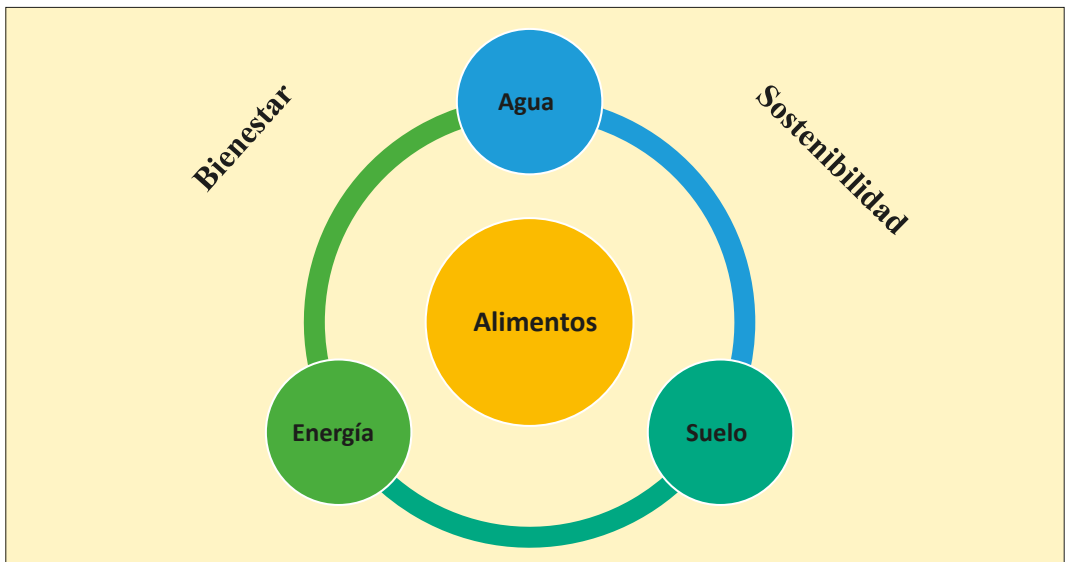 Agua
Bienestar
Sostenibilidad
Alimentos
Energía
Suelo